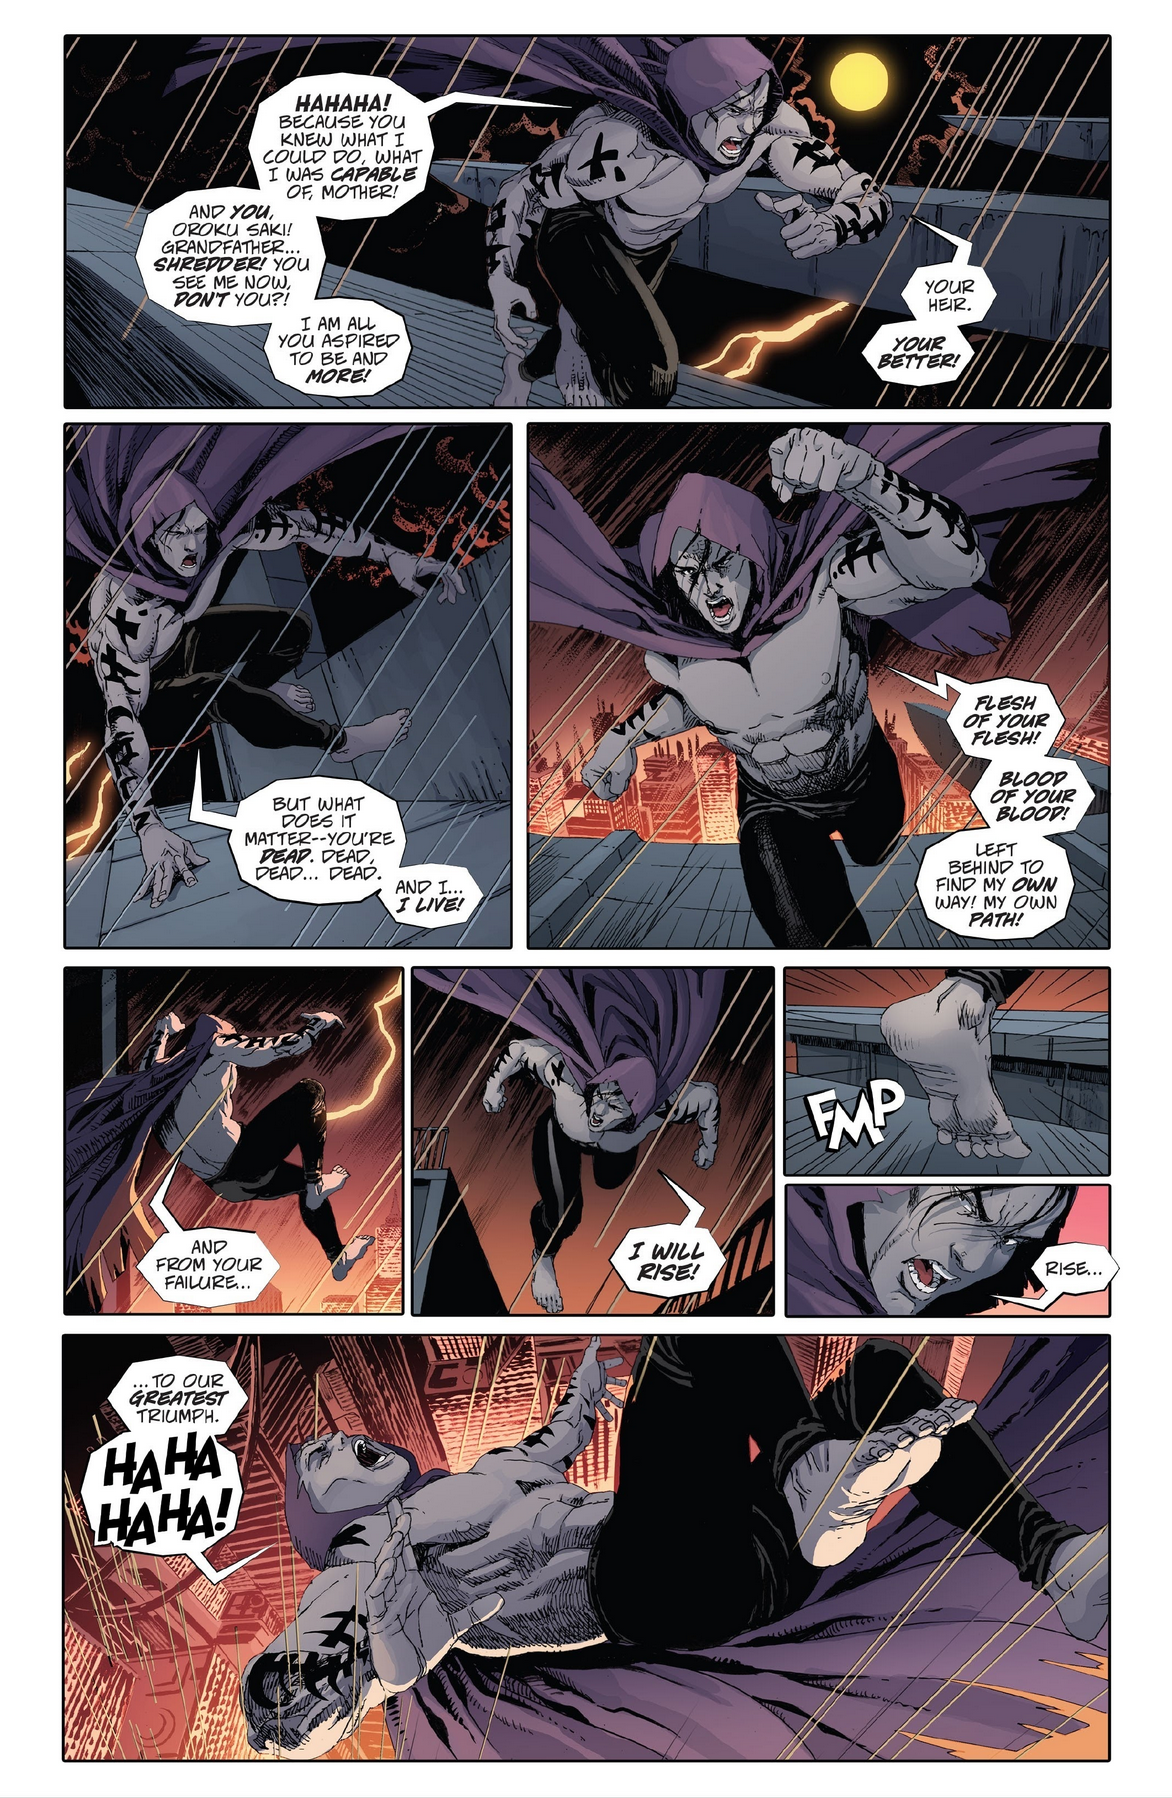 HAHAHA!
BECAUSE YOU
KNEW WHAT I
COULD DO, WHAT
I WAS CAPABLE
OF, MOTHER!
AND YOU,
OROKU SAKI!
GRANDFATHER...
SHREDDER! YOU
SEE ME NOW,
DON'T YOU?!
I AM ALL
YOU ASPIRED
TO BE AND
MORE!
YOUR
HEIR.
YOUR
BETTER!
BUT WHAT
DOES IT
MATTER--YOU'RE
DEAD. DEAD,
DEAD... DEAD.
AND I...
I LIVE!
FLESH
OF YOUR
FLESH!
BLOOD
OF YOUR
BLOOD!
LEFT
BEHIND TO
FIND MY OWN
WAY! MY OWN
PATH!
AND
FROM YOUR
FAILURE...
I WILL
RISE!
FMP
RISE...
...TO OUR
GREATEST
TRIUMPH.
HAHA
HAHA!